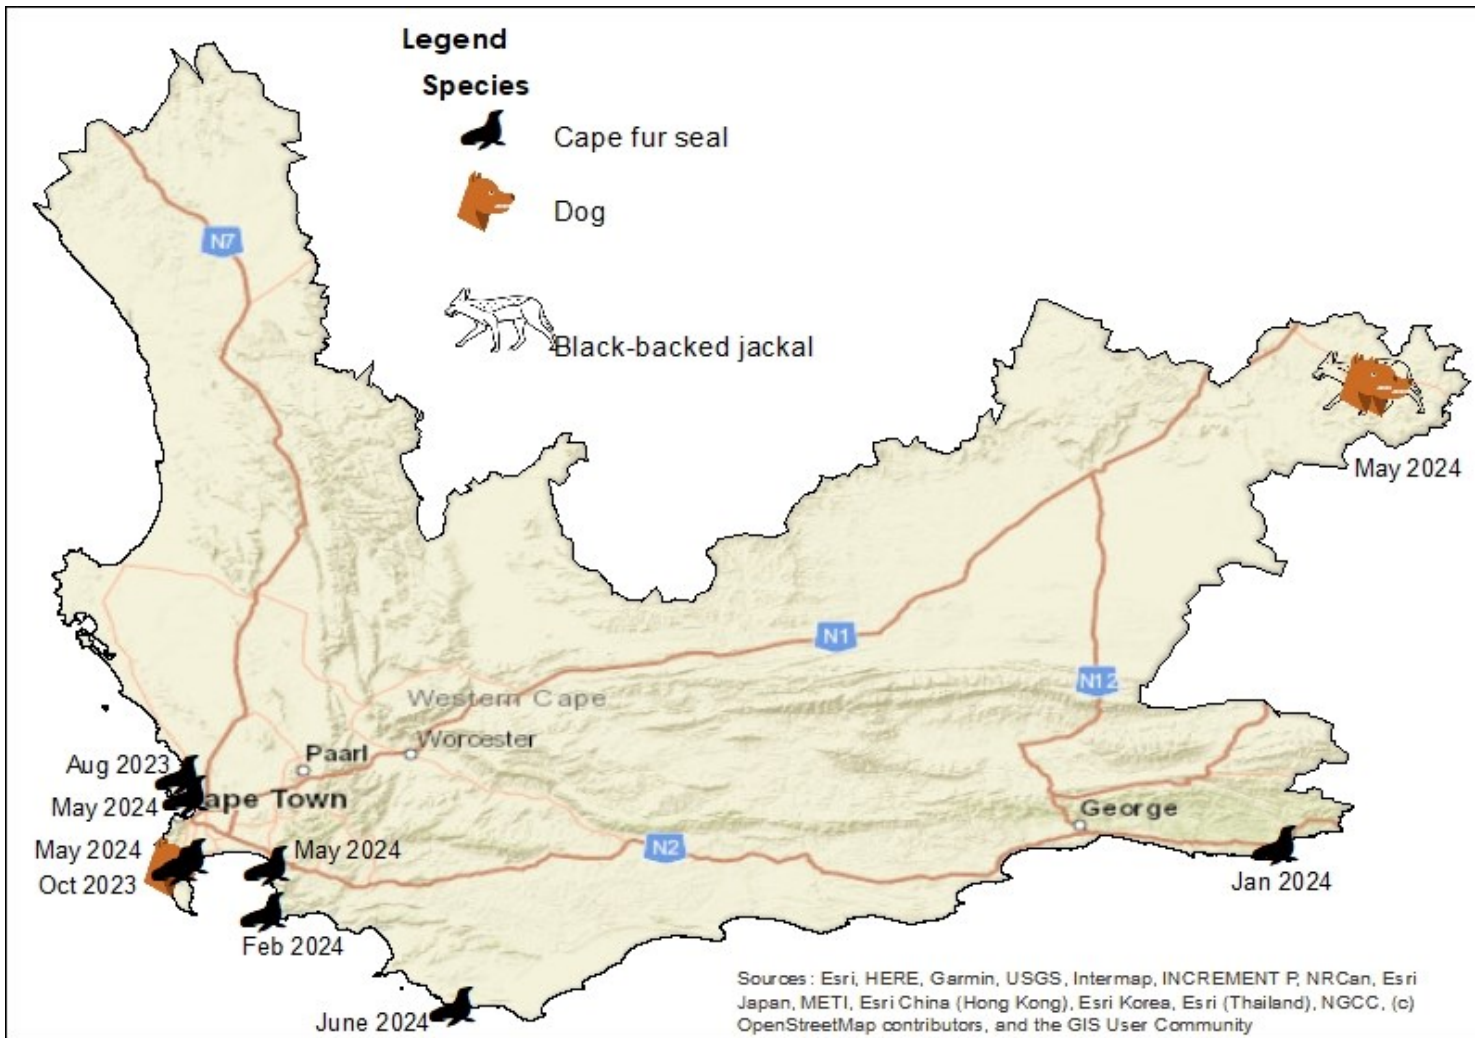 Legend
Species
Cape fur seal
Dog
Black-backed jackal
N7
May 2024
N1
N12
Western Cape
Worcester
Paarl
Aug 2023
May 2024
ape Town
George
May 2024
Oct 2023
May 2024
N2
Jan 2024
Feb 2024
June 2024
Sources: Esri, HERE, Garmin, USGS, Intermap, INCREMENT P, NRCan, Esri
Japan, METI, Esri China (Hong Kong), Esri Korea, Esri (Thailand), NGCC, (c)
OpenStreetMap contributors, and the GIS User Community